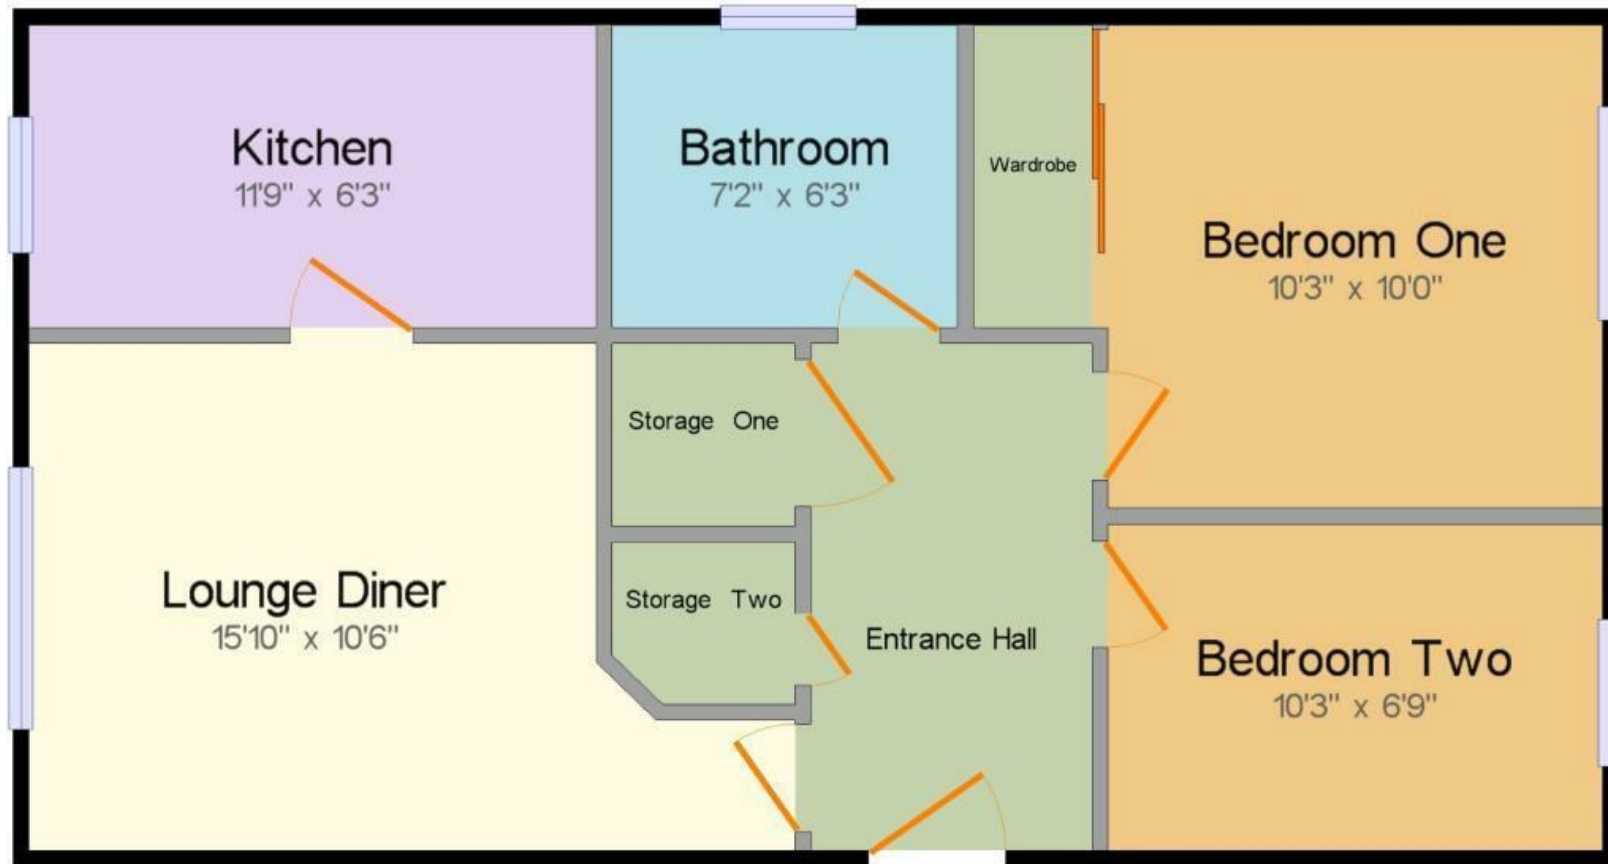 Kitchen
11'9" x 6'3"
Bathroom
7'2" x 6'3"
Wardrobe
Bedroom One
10'3" x 10'0"
Storage One
Lounge Diner
15'10" x 10'6"
Storage Two
Entrance Hall
Bedroom Two
10'3" x 6'9"